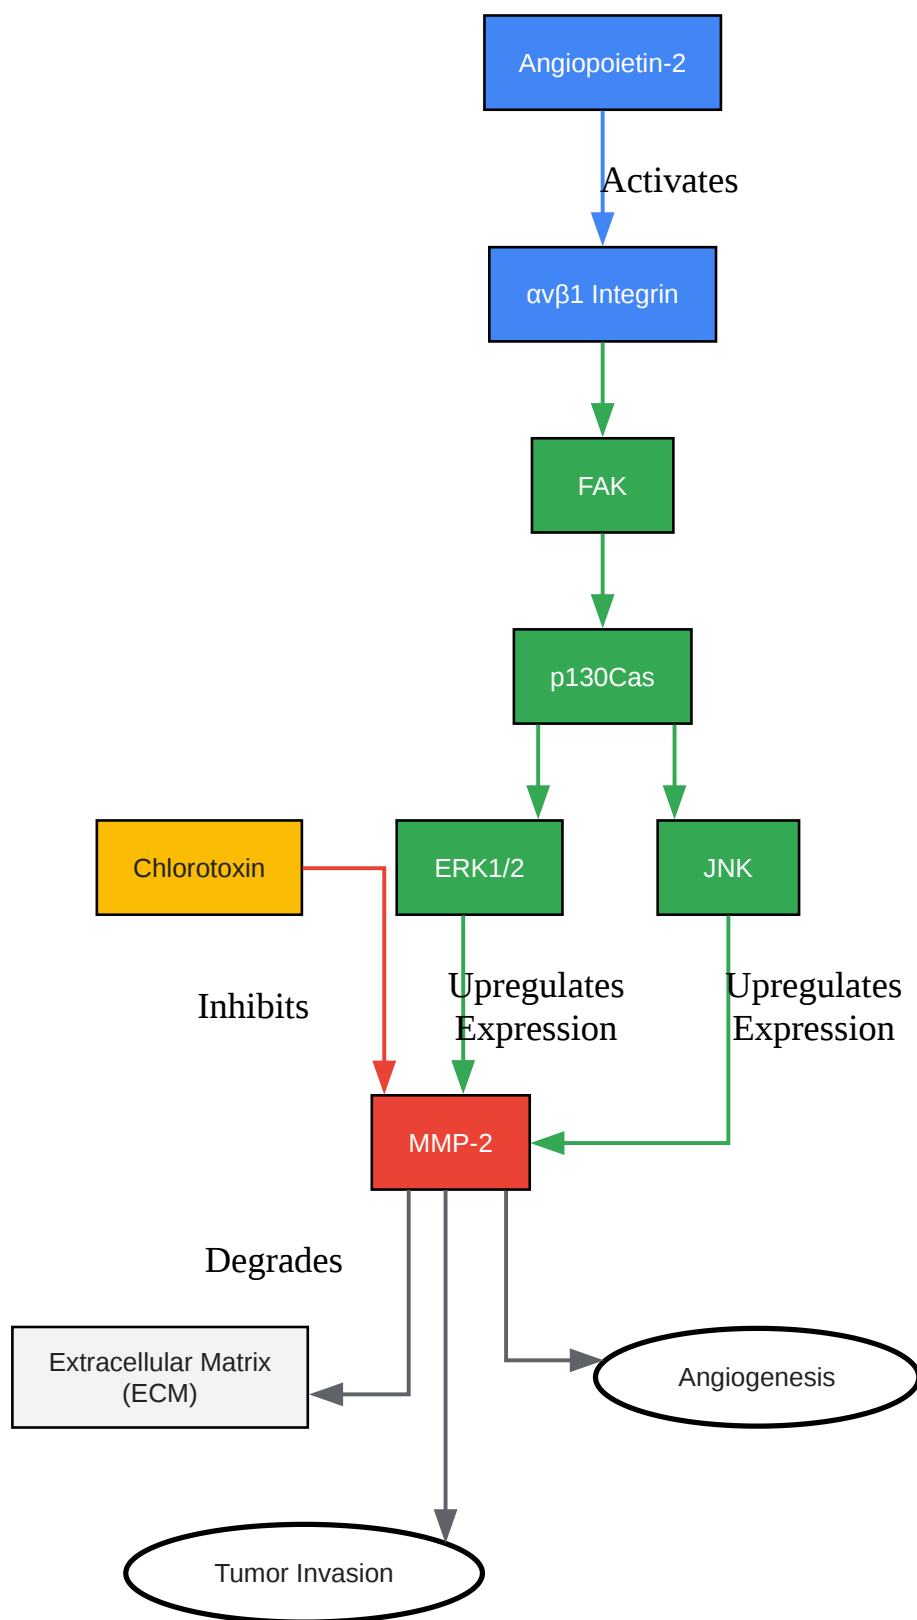 Angiopoietin-2
Activates
αvβ1 Integrin
FAK
p130Cas
Chlorotoxin
ERK1/2
JNK
Inhibits
Upregulates
Expression
Upregulates
Expression
MMP-2
Degrades
Extracellular Matrix
(ECM)
Angiogenesis
Tumor Invasion